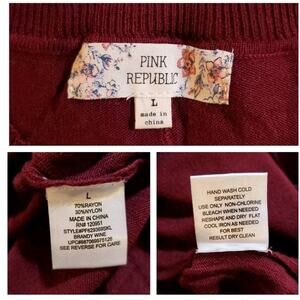 PINK
REPUBLIC
L
made in
china
L
70%RAYON
30%NYLON
MADE IN CHINA
RN# 120951
BRANDY WINE
SEE REVERSE FOR CARE
HAND WASH COLD
SEPARATELY
USE ONLY NON-CHLORINE
BLEACH WHEN NEEDED
RESHAPE AND DRY FLAT
COOL IRON AS NEEDED
FOR BEST
RESULT DRY CLEAN